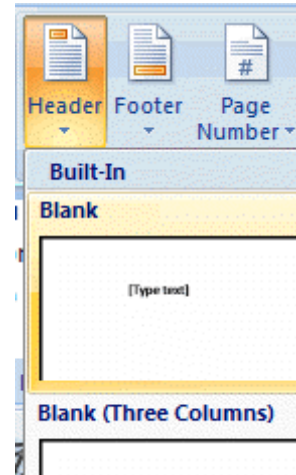 #
Header Footer Page
Number
Built-In
Blank
[Type text]
Blank (Three Columns)